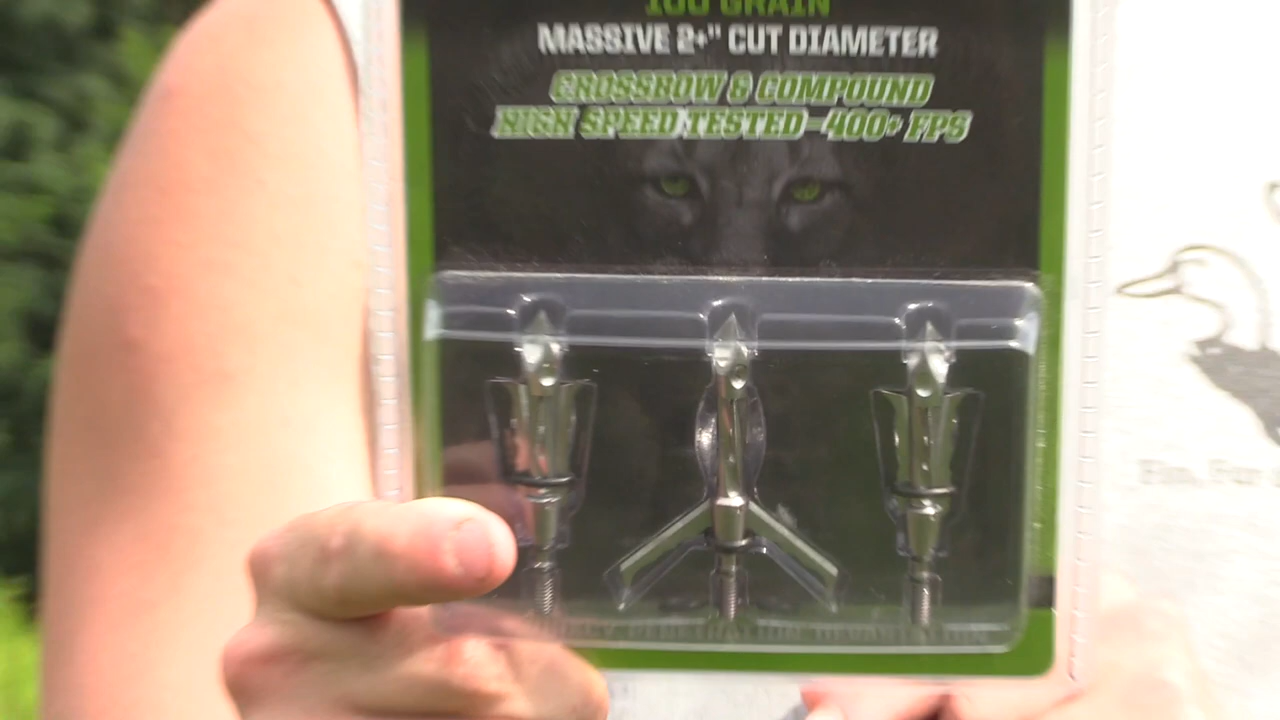 100 GRAIN
MASSIVE 2+" CUT DIAMETER
CROSSBOW & COMPOUND
HIGH SPEED TESTED-400+ FPS